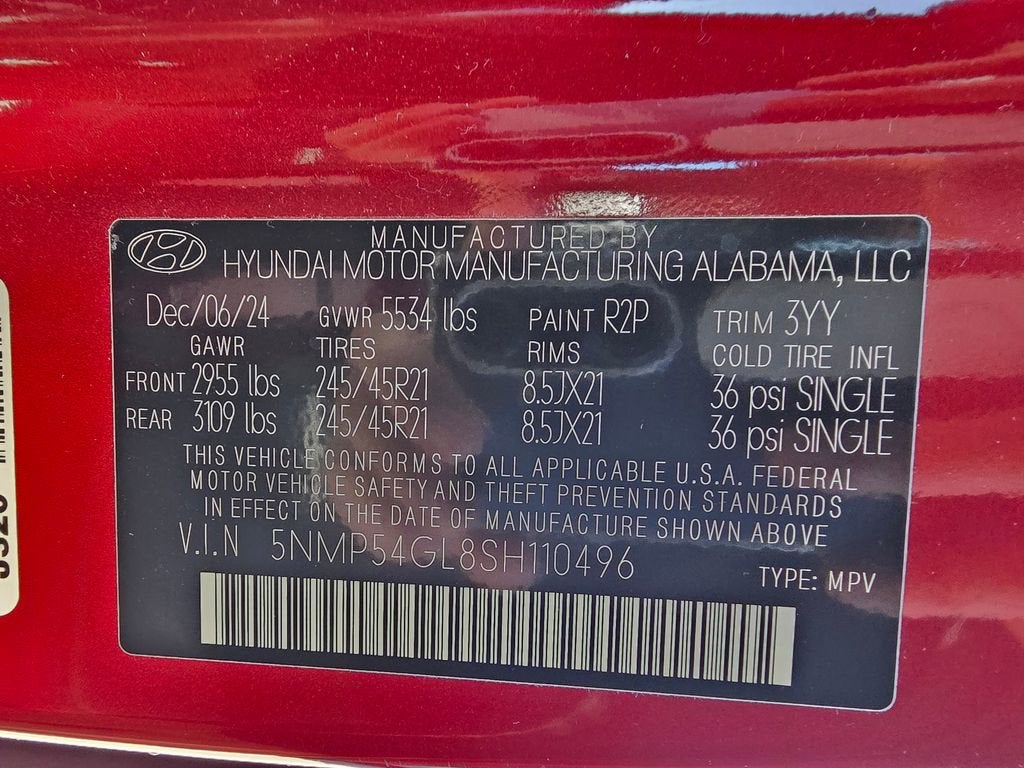 MANUFACTURED BY
HYUNDAI MOTOR MANUFACTURING ALABAMA, LLC
Dec/06/24 GVWR 5534 lbs PAINT R2P TRIM 3YY
GAWR TIRES RIMS COLD TIRE INFL
FRONT 2955 lbs 245/45R21 8.5JX21 36 psi SINGLE
REAR 3109 lbs 245/45R21 8.5JX21 36 psi SINGLE
THIS VEHICLE CONFORMS TO ALL APPLICABLE U.S.A. FEDERAL
MOTOR VEHICLE SAFETY AND THEFT PREVENTION STANDARDS
IN EFFECT ON THE DATE OF MANUFACTURE SHOWN ABOVE.
V.I.N 5NMP54GL8SH110496
TYPE: MPV